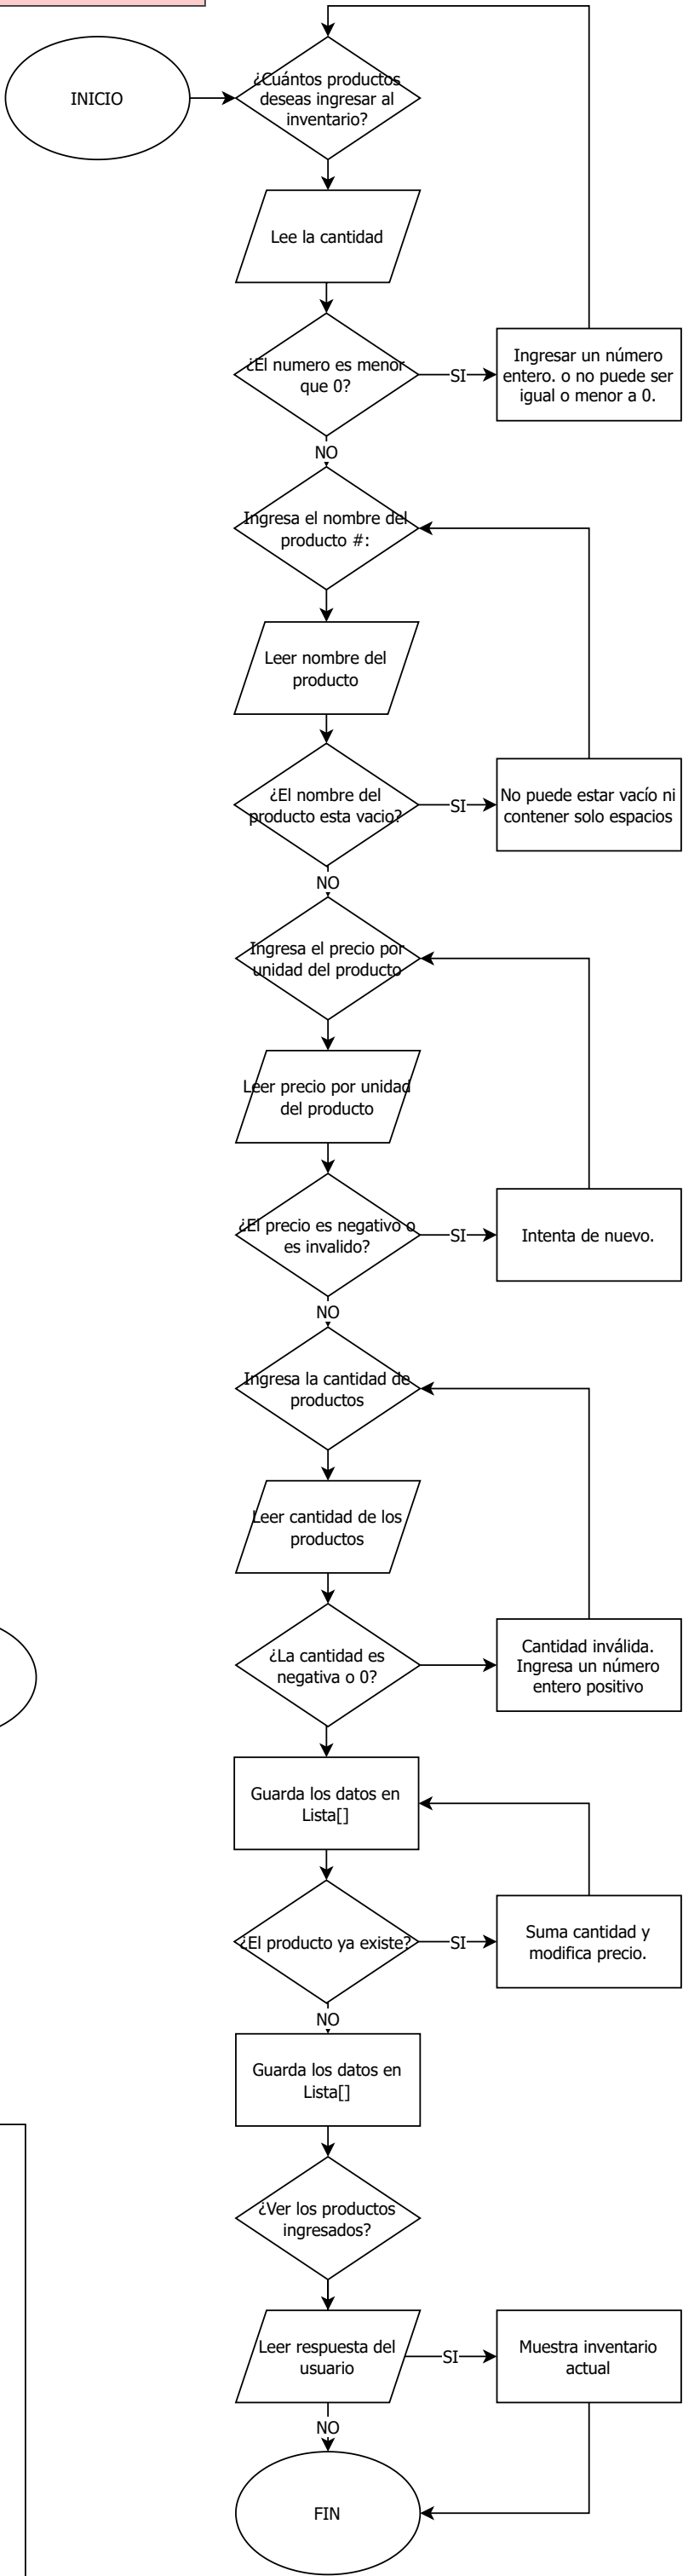 INICIO
¿Cuántos productos
deseas ingresar al
inventario?
Lee la cantidad
¿El numero es menor
que 0?
SI
Ingresar un número
entero. o no puede ser
igual o menor a 0.
NO
Ingresa el nombre del
producto #:
Leer nombre del
producto
¿El nombre del
producto esta vacio?
SI
No puede estar vacío ni
contener solo espacios
NO
Ingresa el precio por
unidad del producto
Leer precio por unidad
del producto
¿El precio es negativo o
es invalido?
SI
Intenta de nuevo.
NO
Ingresa la cantidad de
productos
Leer cantidad de los
productos
¿La cantidad es
negativa o 0?
Cantidad inválida.
Ingresa un número
entero positivo
Guarda los datos en
Lista[]
¿El producto ya existe?
SI
Suma cantidad y
modifica precio.
NO
Guarda los datos en
Lista[]
¿Ver los productos
ingresados?
Leer respuesta del
usuario
SI
Muestra inventario
actual
NO
FIN